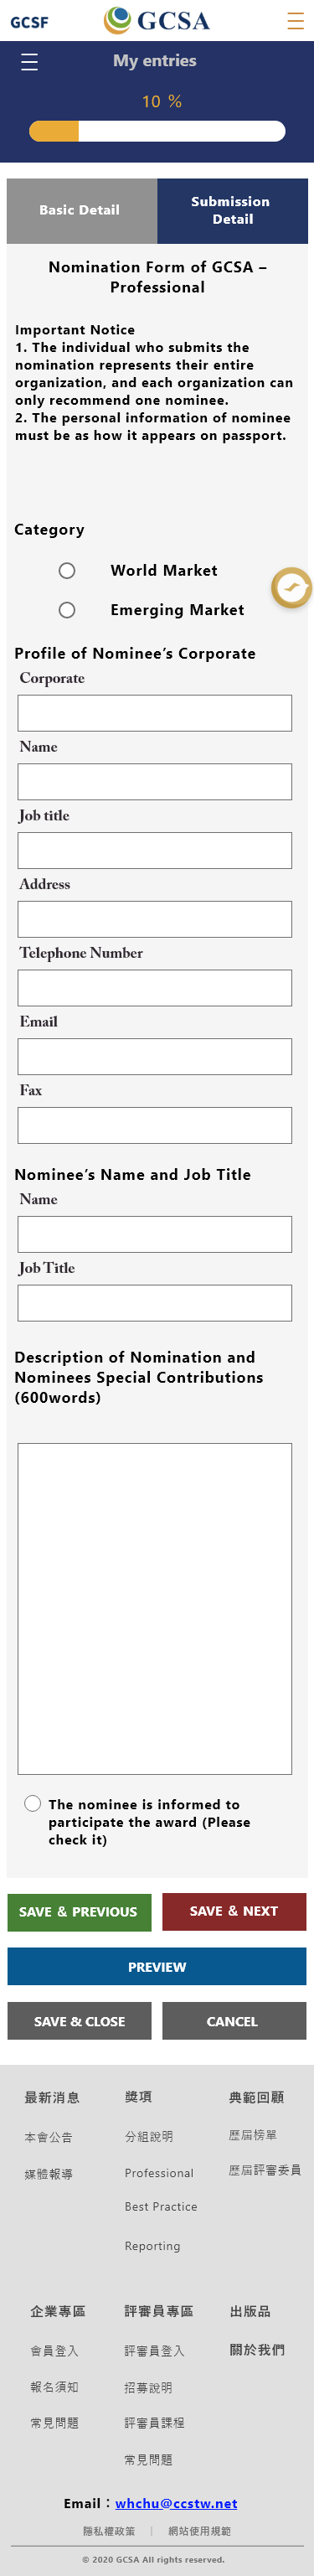 GCSF
GCSA
My entries
10 %
Basic Detail
Submission
Detail
Nomination Form of GCSA –
Professional
Important Notice
1. The individual who submits the
nomination represents their entire
organization, and each organization can
only recommend one nominee.
2. The personal information of nominee
must be as how it appears on passport.
Category
World Market
Emerging Market
Profile of Nominee’s Corporate
Corporate
Name
Job title
Address
Telephone Number
Email
Fax
Nominee’s Name and Job Title
Name
Job Title
Description of Nomination and
Nominees Special Contributions
(600words)
The nominee is informed to
participate the award (Please
check it)
SAVE & PREVIOUS
SAVE & NEXT
PREVIEW
SAVE & CLOSE
CANCEL
最新消息
獎項
典範回顧
本會公告
分組說明
歷屆榜單
媒體報導
Professional
歷屆評審委員
Best Practice
Reporting
企業專區
評審員專區
出版品
會員登入
評審員登入
關於我們
報名須知
招募說明
常見問題
評審員課程
常見問題
Email：whchu@ccstw.net
隱私權政策 | 網站使用規範
© 2020 GCSA All rights reserved.